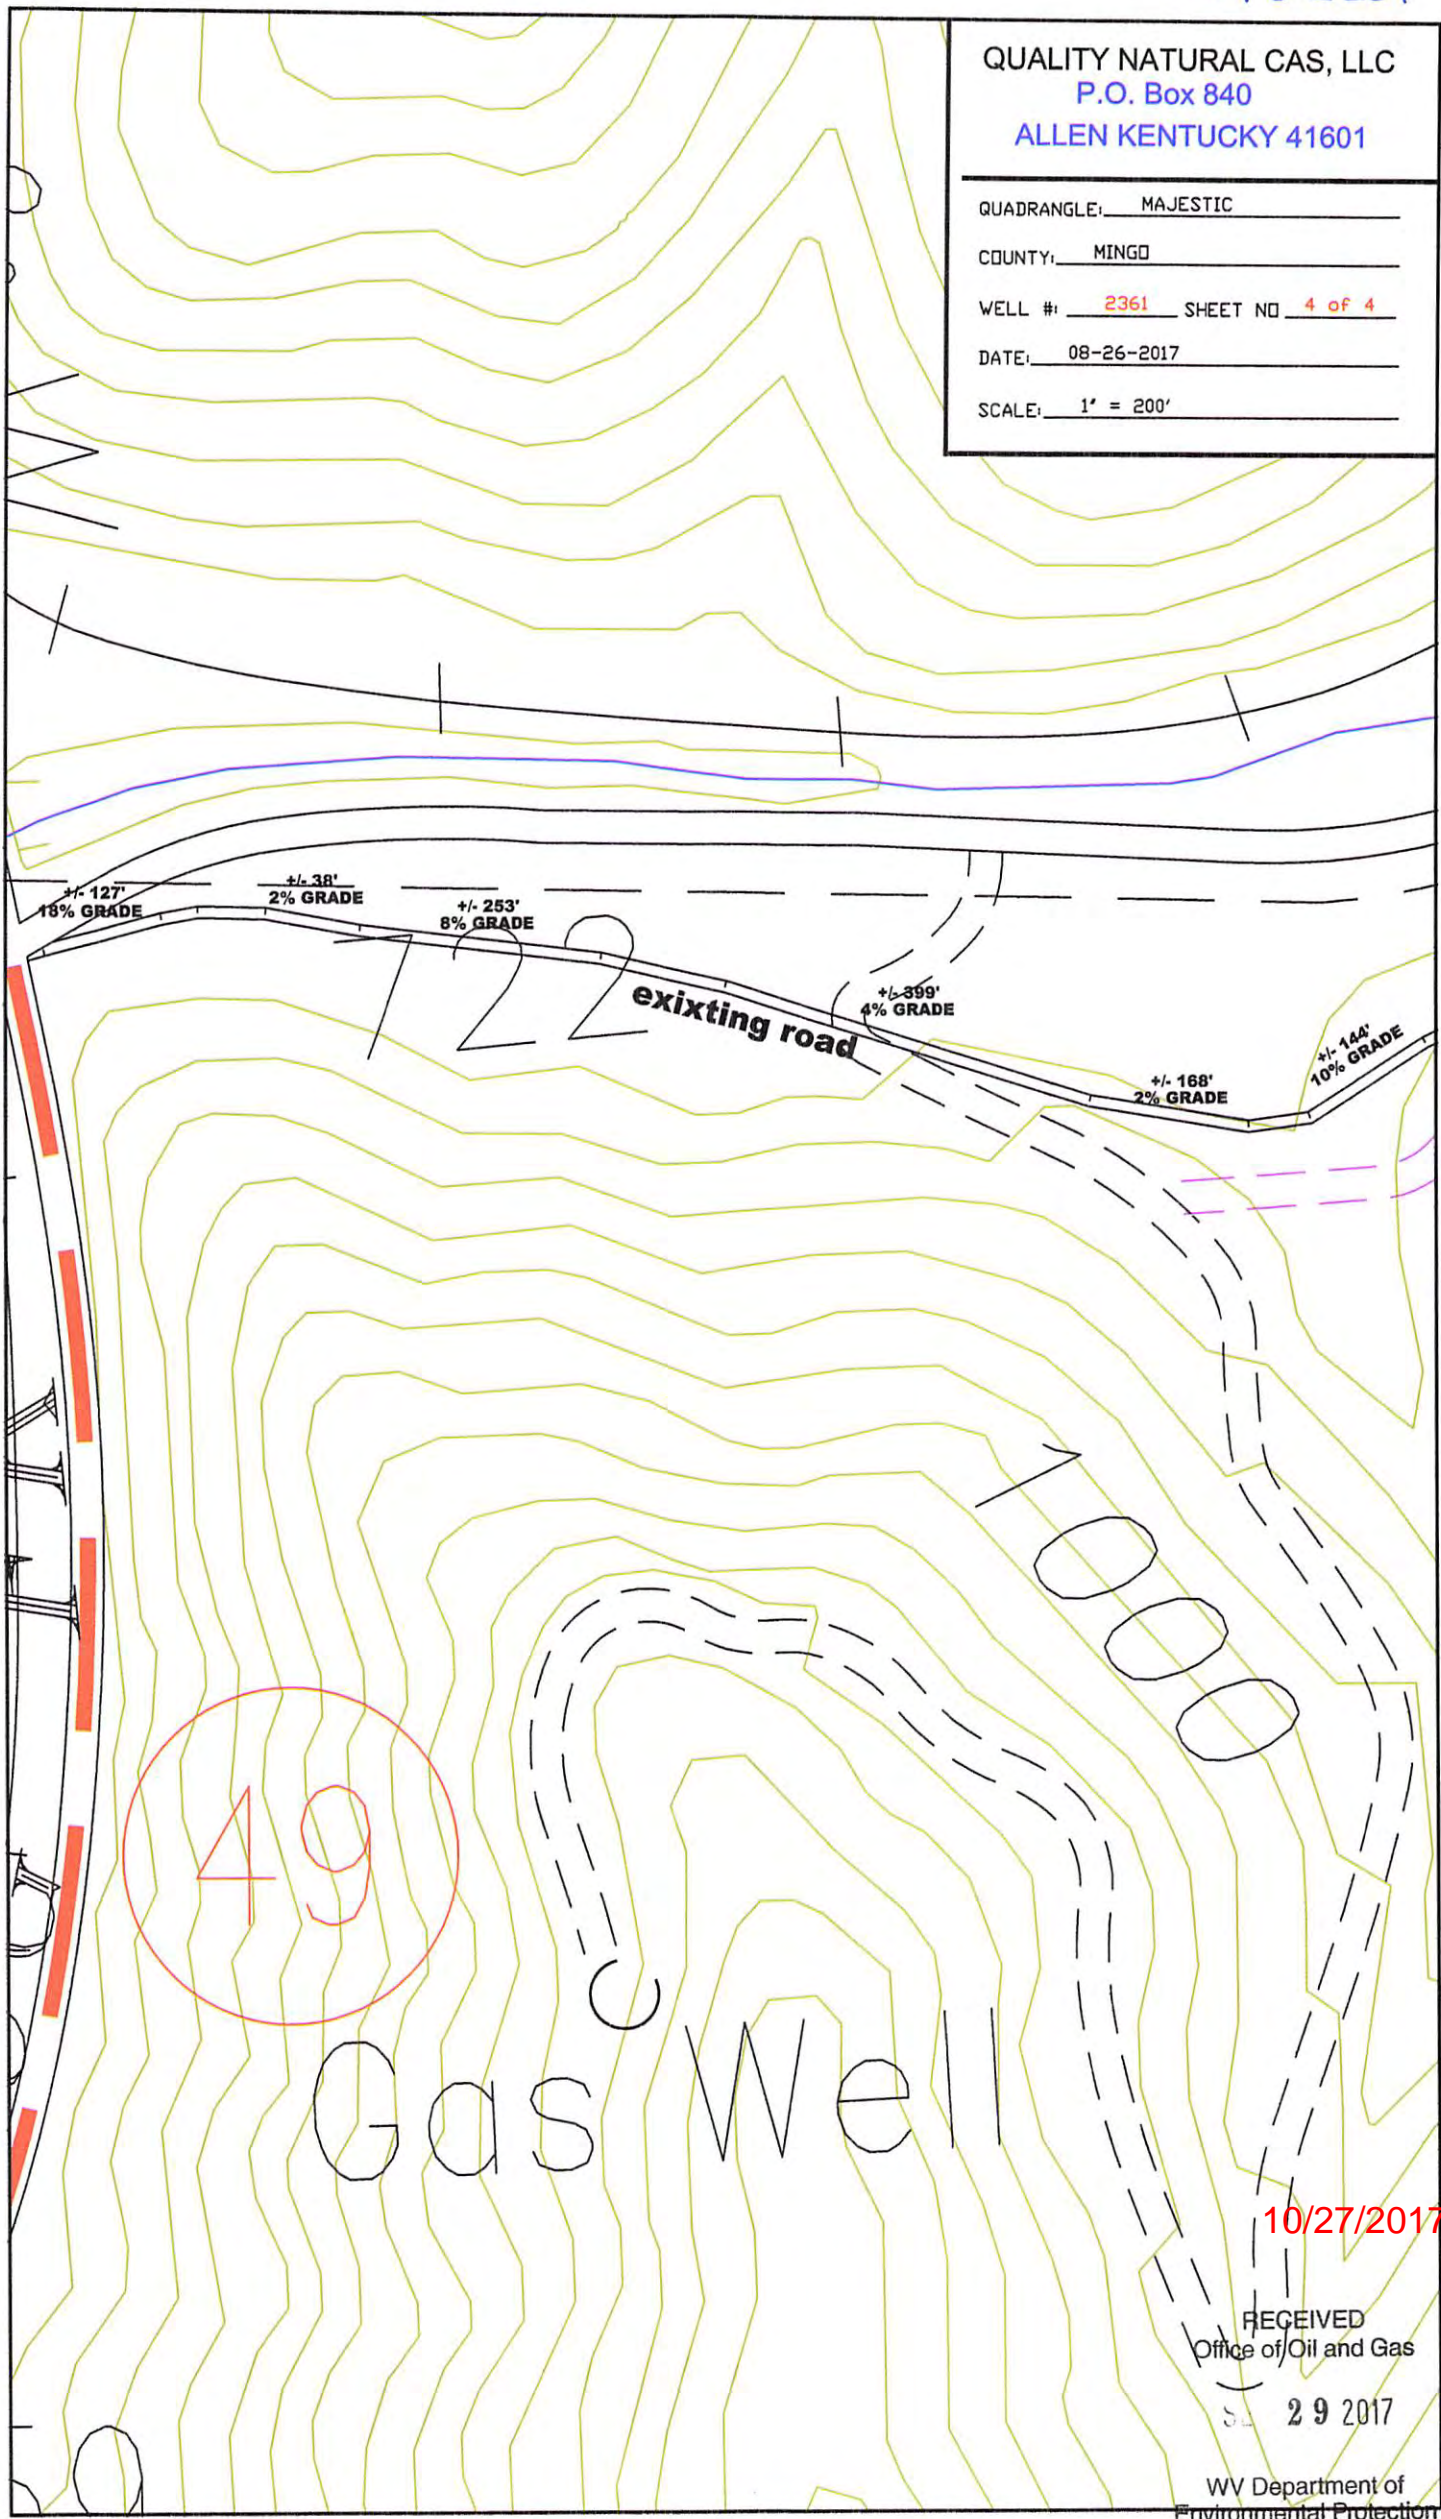 QUALITY NATURAL CAS, LLC
P.O. Box 840
ALLEN KENTUCKY 41601
QUADRANGLE: MAJESTIC
COUNTY: MINGO
WELL #: 2361 SHEET NO 4 of 4
DATE: 08-26-2017
SCALE: 1" = 200'
+/- 127'
18% GRADE
+/- 38'
2% GRADE
+/- 253'
8% GRADE
722
exixting road
+/- 399'
4% GRADE
+/- 168'
2% GRADE
+/- 144'
10% GRADE
1000
49
Gas Well
10/27/2017
RECEIVED
Office of Oil and Gas
29 2017
WV Department of
Environmental Protection